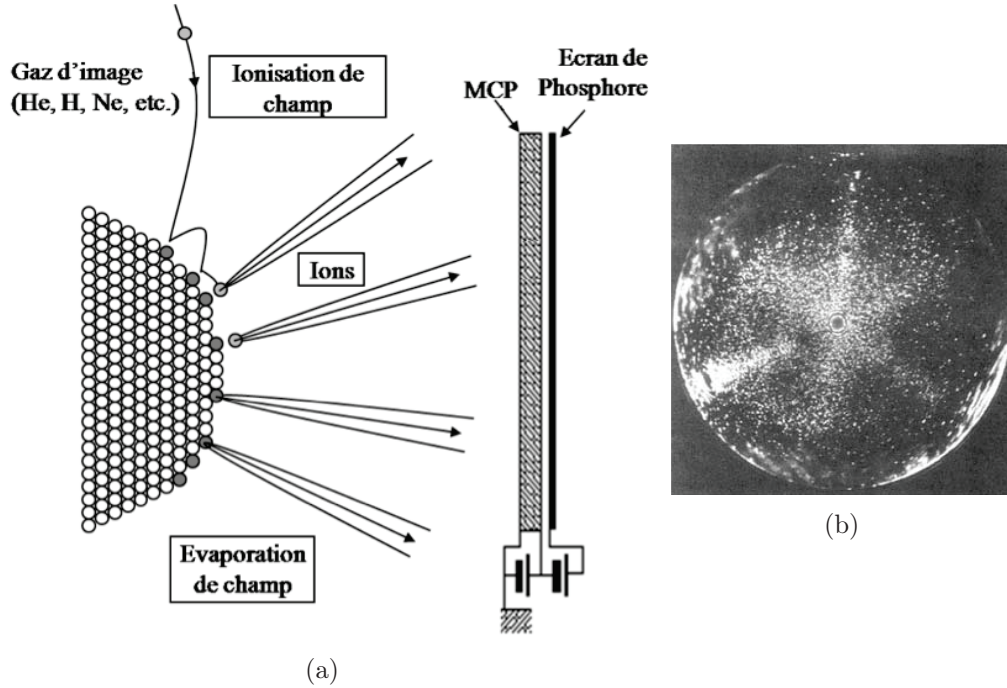 Gaz d'image
(He, H, Ne, etc.)
Ionisation de
champ
MCP
Ecran de
Phosphore
Ions
Evaporation
de champ
(a)
(b)